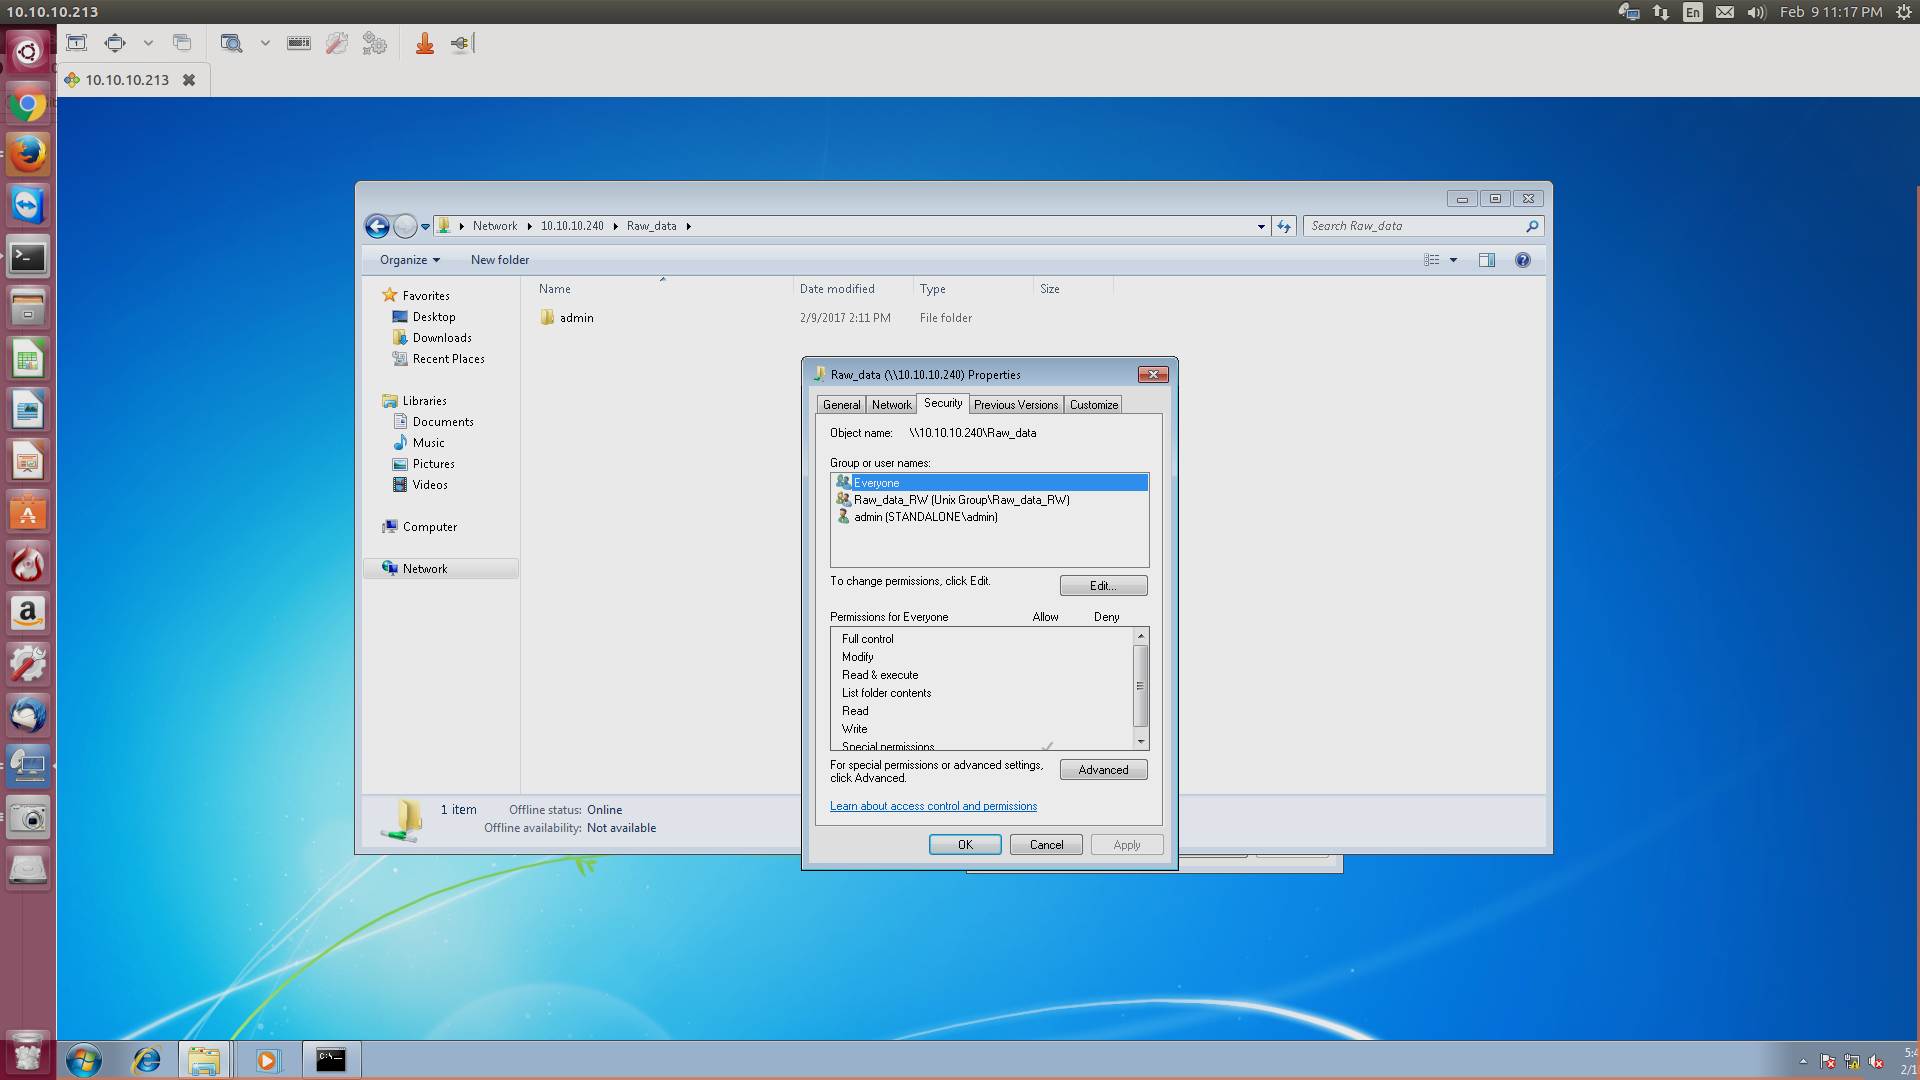 10.10.10.213
En
Feb 9 11:17 PM
10.10.10.213
Network
10.10.10.240
Raw_data
Search Raw_data
Organize
New folder
Favorites
Desktop
Downloads
Recent Places
Libraries
Documents
Music
Pictures
Videos
Computer
Network
Name
Date modified
Type
Size
admin
2/9/2017 2:11 PM
File folder
Raw_data (\\10.10.10.240) Properties
General
Network
Security
Previous Versions
Customize
Object name: \\10.10.10.240\Raw_data
Group or user names:
Everyone
Raw_data_RW (Unix Group\Raw_data_RW)
admin (STANDALONE\admin)
To change permissions, click Edit.
Edit...
Permissions for Everyone
Allow
Deny
Full control
Modify
Read & execute
List folder contents
Read
Write
Special permissions
For special permissions or advanced settings,
click Advanced.
Advanced
Learn about access control and permissions
OK
Cancel
Apply
1 item
Offline status: Online
Offline availability: Not available
C:\_